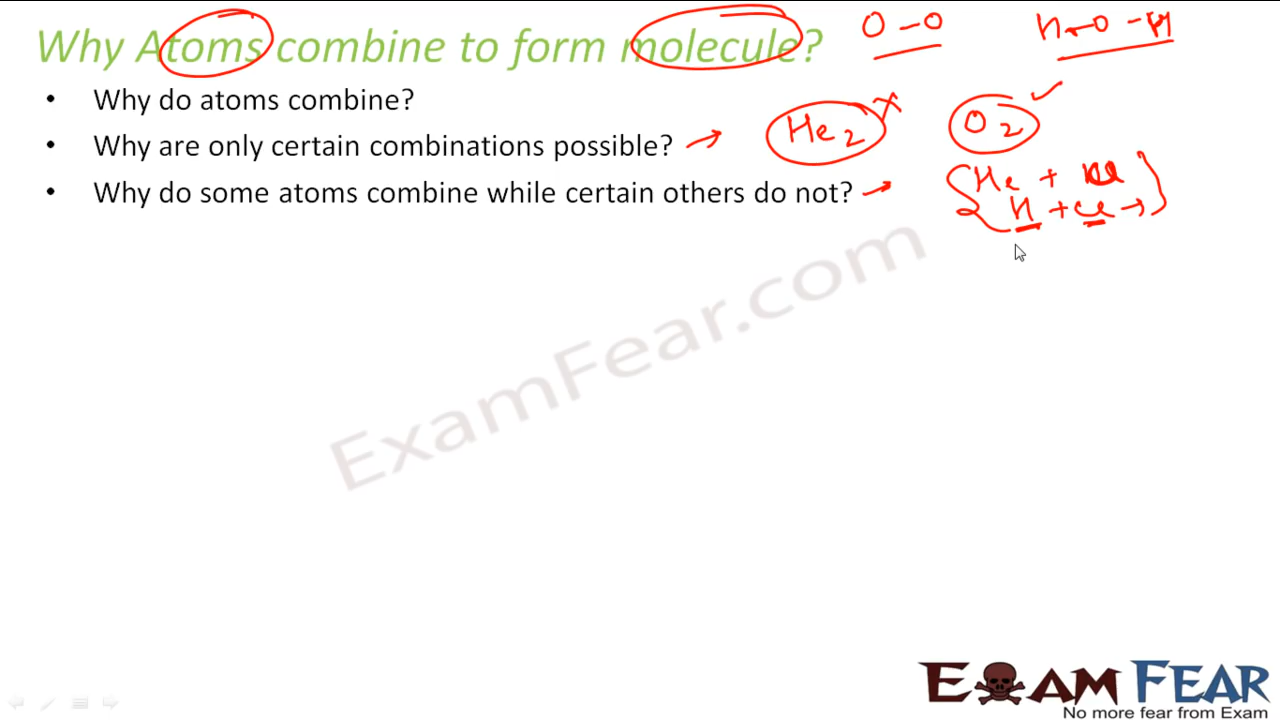 Why Atoms combine to form molecule?
O-O
H-O-H
• Why do atoms combine?
• Why are only certain combinations possible? →
He2 ×
O2 ✓
• Why do some atoms combine while certain others do not? →
He +
H + Cl →
ExamFear.com
EXAM FEAR
No more fear from Exam